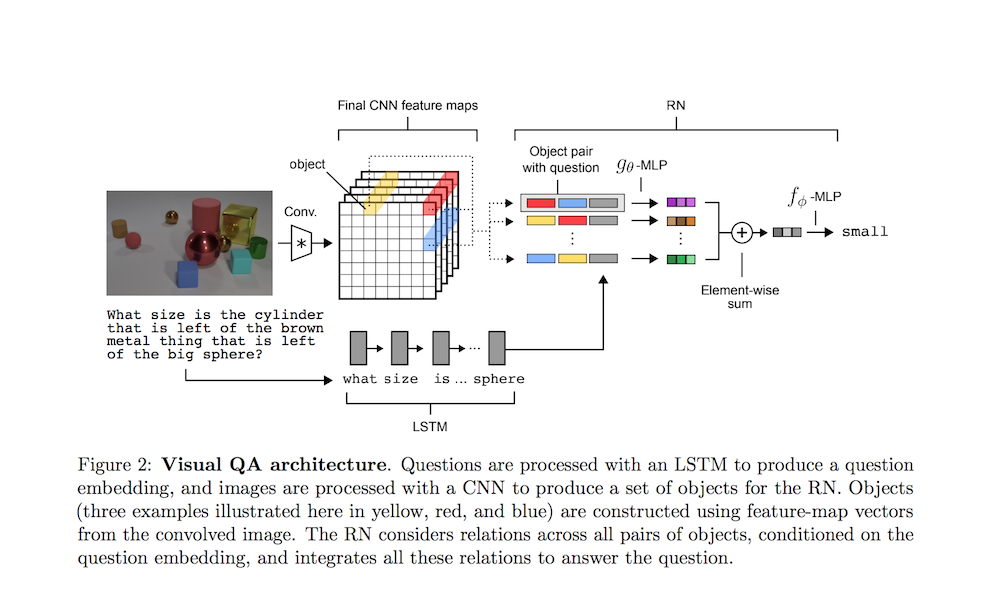 Final CNN feature maps
RN
object
Object pair
with question
gθ-MLP
fϕ-MLP
Conv.
*
+
small
Element-wise
sum
What size is the cylinder
that is left of the brown
metal thing that is left
of the big sphere?
...
what size is ... sphere
LSTM
Figure 2: Visual QA architecture. Questions are processed with an LSTM to produce a question
embedding, and images are processed with a CNN to produce a set of objects for the RN. Objects
(three examples illustrated here in yellow, red, and blue) are constructed using feature-map vectors
from the convolved image. The RN considers relations across all pairs of objects, conditioned on the
question embedding, and integrates all these relations to answer the question.